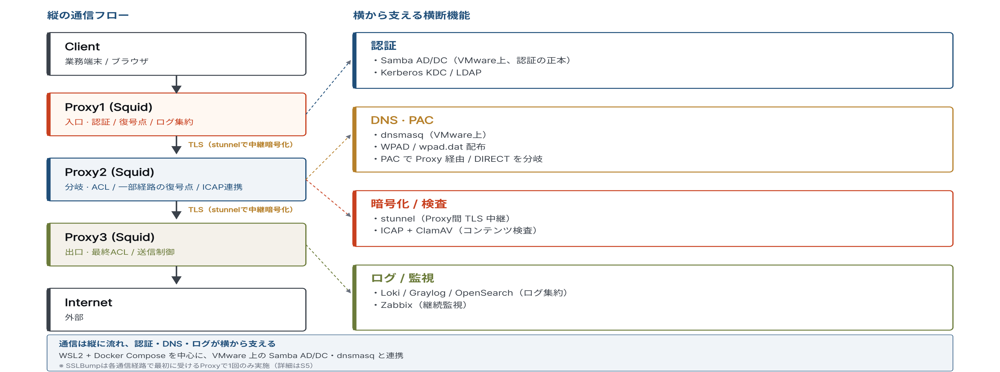 縦の通信フロー
Client
業務端末 / ブラウザ
Proxy1 (Squid)
入口 · 認証 / 復号点 / ログ集約
TLS（stunnelで中継暗号化）
Proxy2 (Squid)
分岐 · ACL / 一部経路の復号点 / ICAP連携
TLS（stunnelで中継暗号化）
Proxy3 (Squid)
出口 · 最終ACL / 送信制御
Internet
外部
横から支える横断機能
認証
・Samba AD/DC（VMware上、認証の正本）
・Kerberos KDC / LDAP
DNS · PAC
・dnsmasq（VMware上）
・WPAD / wpad.dat 配布
・PAC で Proxy 経由 / DIRECT を分岐
暗号化 / 検査
・stunnel（Proxy間 TLS 中継）
・ICAP + ClamAV（コンテンツ検査）
ログ / 監視
・Loki / Graylog / OpenSearch（ログ集約）
・Zabbix（継続監視）
通信は縦に流れ、認証・DNS・ログが横から支える
WSL2 + Docker Compose を中心に、VMware 上の Samba AD/DC・dnsmasq と連携
※ SSLBumpは各通信経路で最初に受けるProxyで1回のみ実施（詳細はS5）